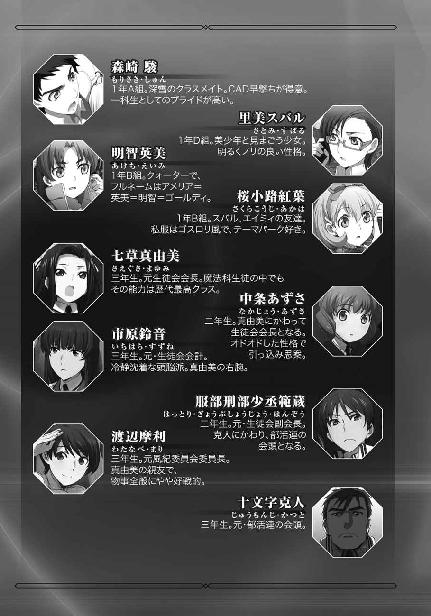 森崎 駿
もりさき・しゅん
1年A組。深雪のクラスメイト。CAD早撃ちが得意。
一科生としてのプライドが高い。
里美スバル
さとみ・すばる
1年D組。美少年と見まごう少女。
明るくノリの良い性格。
明智英美
あけち・えいみ
1年B組。クォーターで、
フルネームはアメリア＝
英美＝明智＝ゴールディ。
桜小路紅葉
さくらこうじ・あかは
1年B組。スバル、エイミィの友達。
私服はゴスロリ風で、テーマパーク好き。
七草真由美
さえぐさ・まゆみ
三年生。元生徒会会長。魔法科生徒の中でも
その能力は歴代最高クラス。
中条あずさ
なかじょう・あずさ
二年生。真由美にかわって
生徒会会長となる。
オドオドした性格で
引っ込み思案。
市原鈴音
いちはら・すずね
三年生。元・生徒会会計。
冷静沈着な頭脳派。真由美の右腕。
服部刑部少丞範蔵
はっとり・ぎょうぶしょうじょう・はんぞう
二年生。元・生徒会副会長。
克人にかわり、部活連の
会頭となる。
渡辺摩利
わたなべ・まり
三年生。元風紀委員会委員長。
真由美の親友で、
物事全般にやや好戦的。
十文字克人
じゅうもんじ・かつと
三年生。元・部活連の会頭。